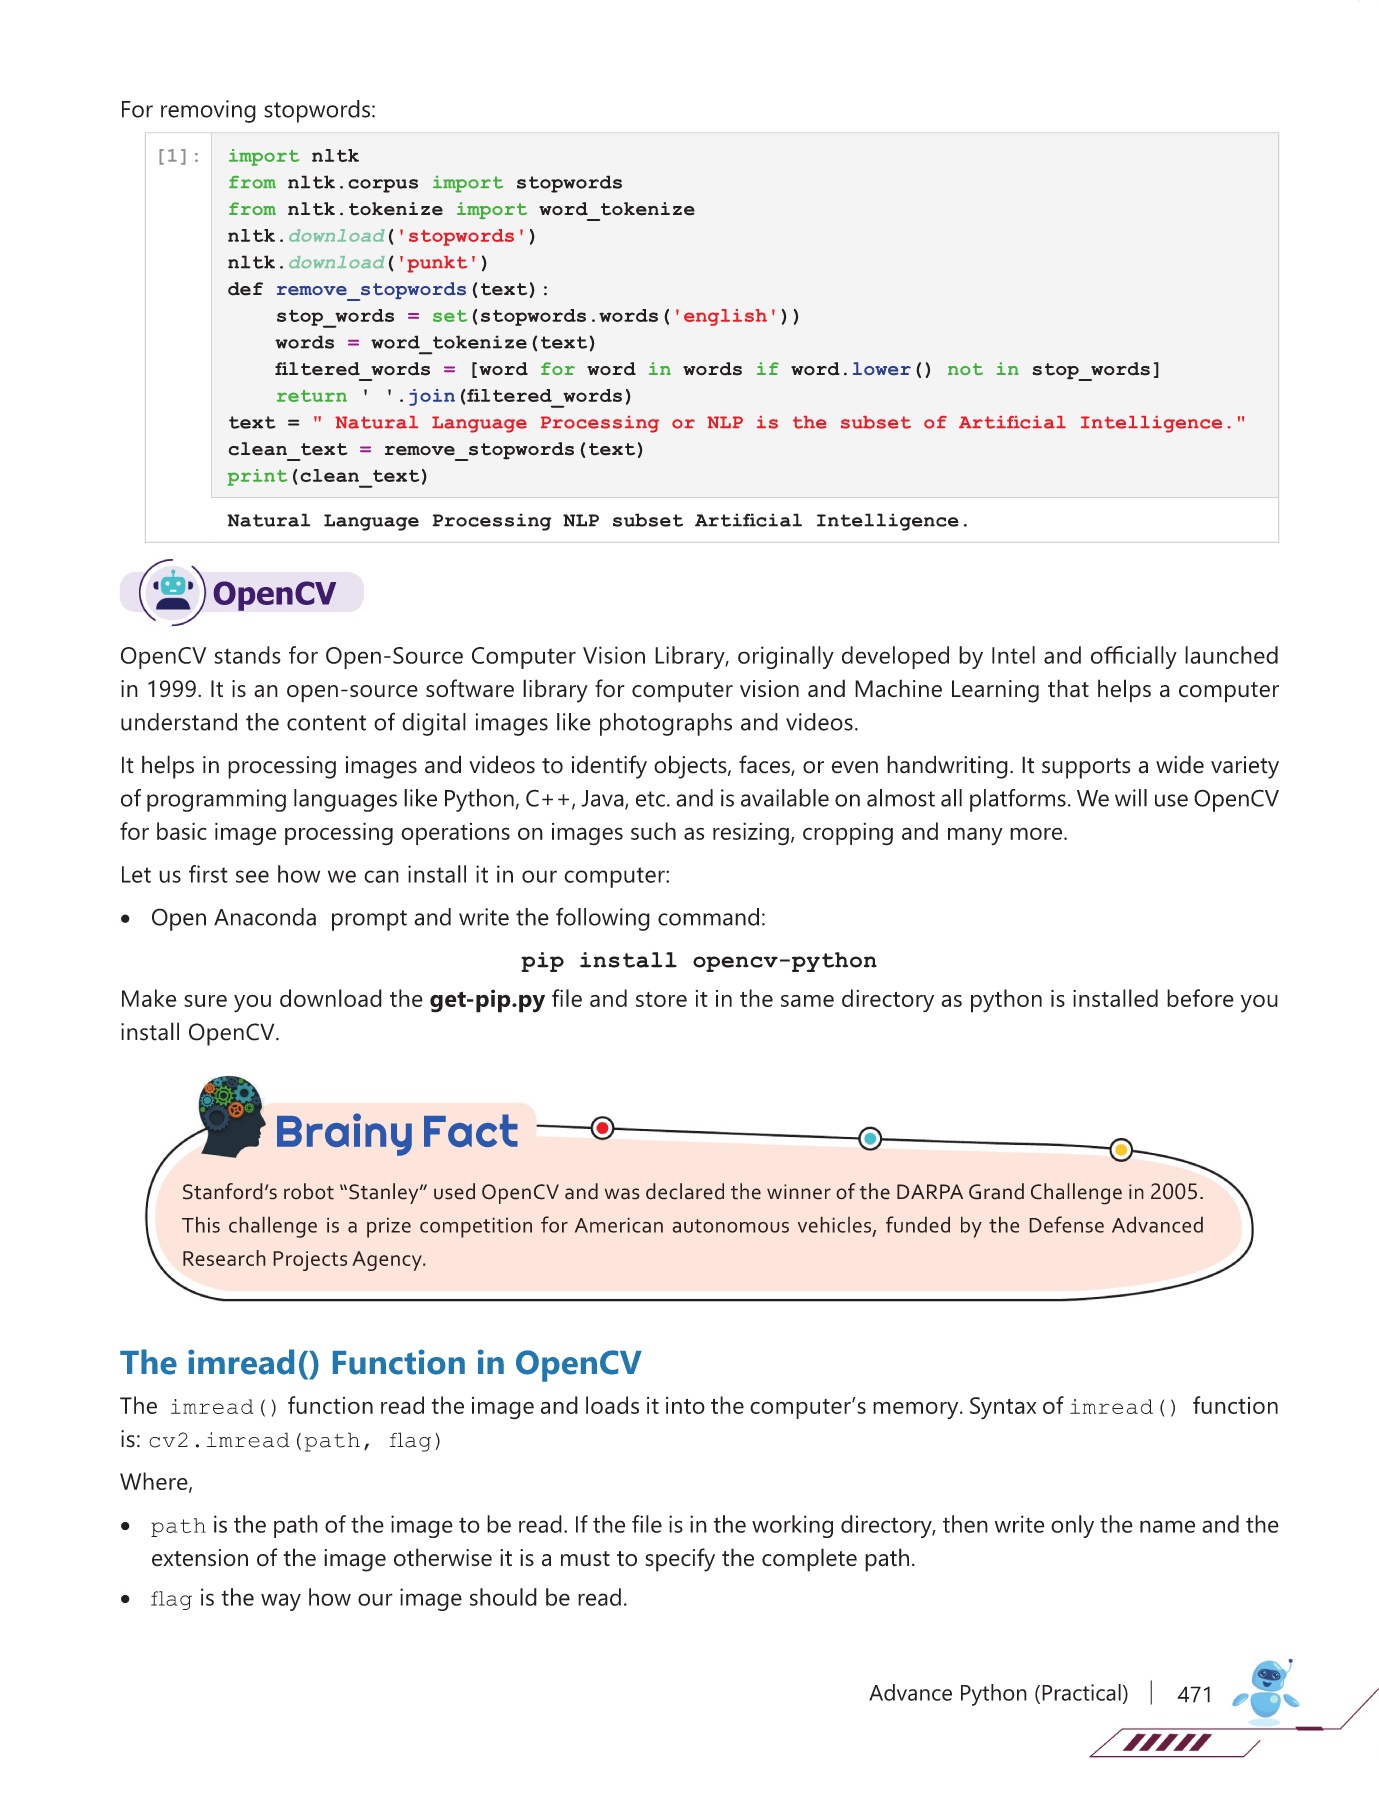 For removing stopwords:
[1]:
import nltk
from nltk.corpus import stopwords
from nltk.tokenize import word_tokenize
nltk.download('stopwords')
nltk.download('punkt')
def remove_stopwords(text):
    stop_words = set(stopwords.words('english'))
    words = word_tokenize(text)
    filtered_words = [word for word in words if word.lower() not in stop_words]
    return ' '.join(filtered_words)
text = " Natural Language Processing or NLP is the subset of Artificial Intelligence."
clean_text = remove_stopwords(text)
print(clean_text)
Natural Language Processing NLP subset Artificial Intelligence.
OpenCV
OpenCV stands for Open-Source Computer Vision Library, originally developed by Intel and officially launched
in 1999. It is an open-source software library for computer vision and Machine Learning that helps a computer
understand the content of digital images like photographs and videos.
It helps in processing images and videos to identify objects, faces, or even handwriting. It supports a wide variety
of programming languages like Python, C++, Java, etc. and is available on almost all platforms. We will use OpenCV
for basic image processing operations on images such as resizing, cropping and many more.
Let us first see how we can install it in our computer:
• Open Anaconda prompt and write the following command:
pip install opencv-python
Make sure you download the get-pip.py file and store it in the same directory as python is installed before you
install OpenCV.
Brainy Fact
Stanford's robot "Stanley" used OpenCV and was declared the winner of the DARPA Grand Challenge in 2005.
This challenge is a prize competition for American autonomous vehicles, funded by the Defense Advanced
Research Projects Agency.
The imread() Function in OpenCV
The imread() function read the image and loads it into the computer's memory. Syntax of imread() function
is: cv2.imread(path, flag)
Where,
• path is the path of the image to be read. If the file is in the working directory, then write only the name and the
extension of the image otherwise it is a must to specify the complete path.
• flag is the way how our image should be read.
Advance Python (Practical) | 471